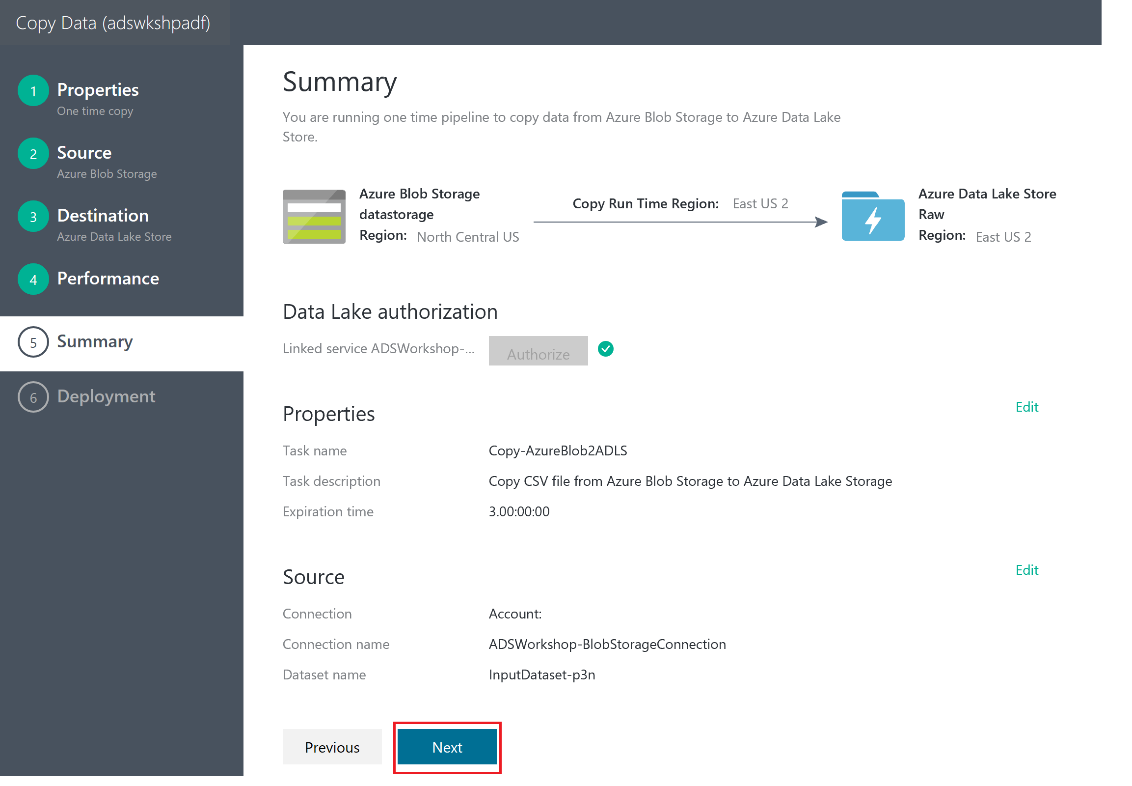 Copy Data (adswkshpadf)
1 Properties
One time copy
2 Source
Azure Blob Storage
3 Destination
Azure Data Lake Store
4 Performance
5 Summary
6 Deployment
Summary
You are running one time pipeline to copy data from Azure Blob Storage to Azure Data Lake
Store.
Azure Blob Storage
datastorage
Region: North Central US
Copy Run Time Region: East US 2
Azure Data Lake Store
Raw
Region: East US 2
Data Lake authorization
Linked service ADSWorkshop-... Authorize
Properties Edit
Task name Copy-AzureBlob2ADLS
Task description Copy CSV file from Azure Blob Storage to Azure Data Lake Storage
Expiration time 3.00:00:00
Source Edit
Connection Account:
Connection name ADSWorkshop-BlobStorageConnection
Dataset name InputDataset-p3n
Previous Next